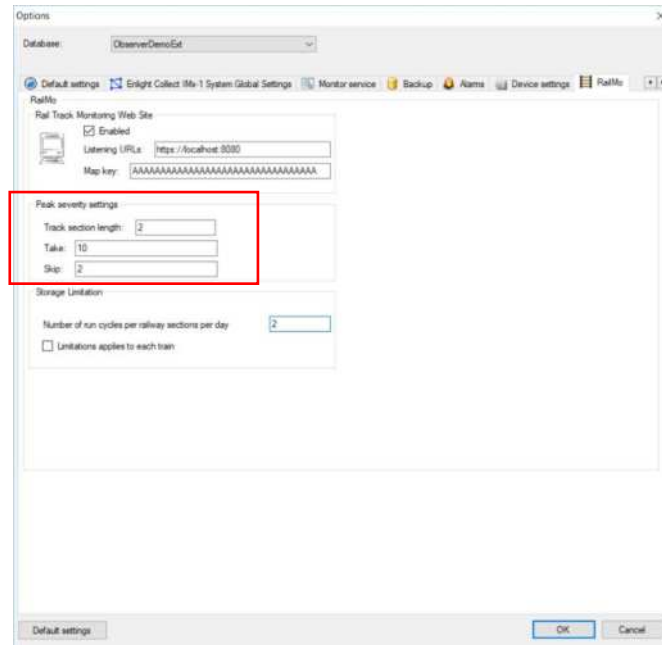 Options
Database: ObserverDemoExt
Default settings Enlight Collect IMx-1 System Global Settings Monitor service Backup Alarms Device settings RailMo
RailMo
Rail Track Monitoring Web Site
Enabled
Listening URLs: https://localhost:8080
Map key:
Peak severity settings
Track section length: 2
Take: 10
Skip: 2
Storage Limitation
Number of run cycles per railway sections per day 2
Limitations applies to each train
Default settings OK Cancel